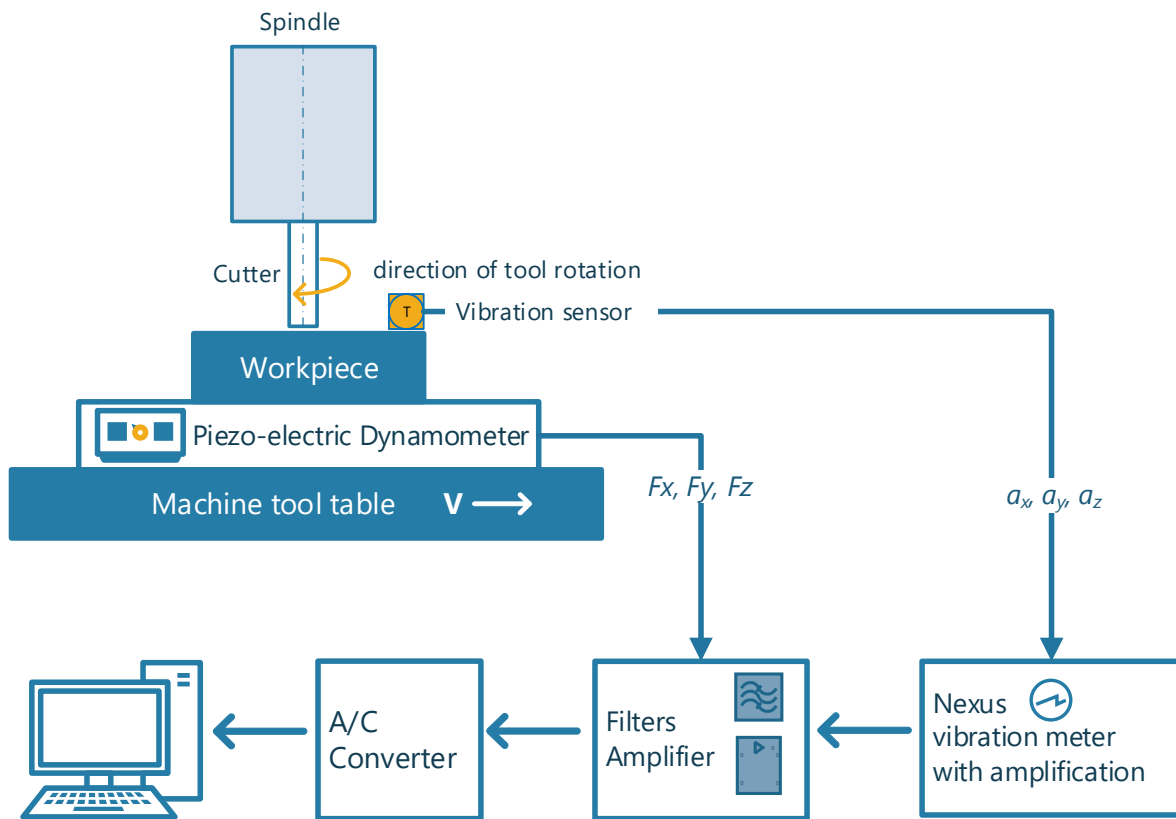 Spindle
Cutter
direction of tool rotation
T
Vibration sensor
Workpiece
Piezo-electric Dynamometer
Machine tool table V
Fx, Fy, Fz
ax, ay, az
A/C
Converter
Filters
Amplifier
Nexus
vibration meter
with amplification